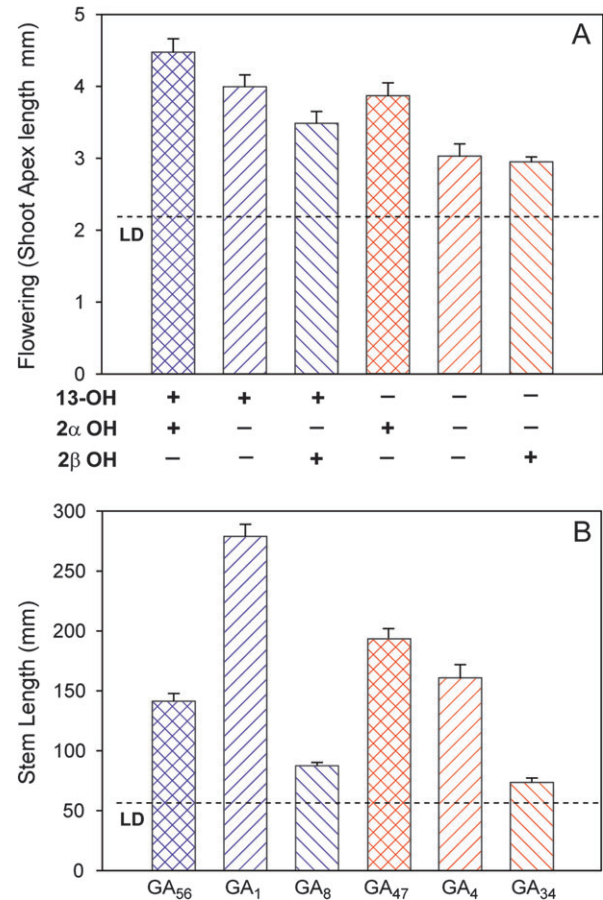 A
Flowering (Shoot Apex length mm)
5
4
3
2
1
0
LD
13-OH + + + – – –
2α OH + – – + – –
2β OH – – + – – +
B
Stem Length (mm)
300
250
200
150
100
50
0
LD
GA₅₆ GA₁ GA₈ GA₄₇ GA₄ GA₃₄